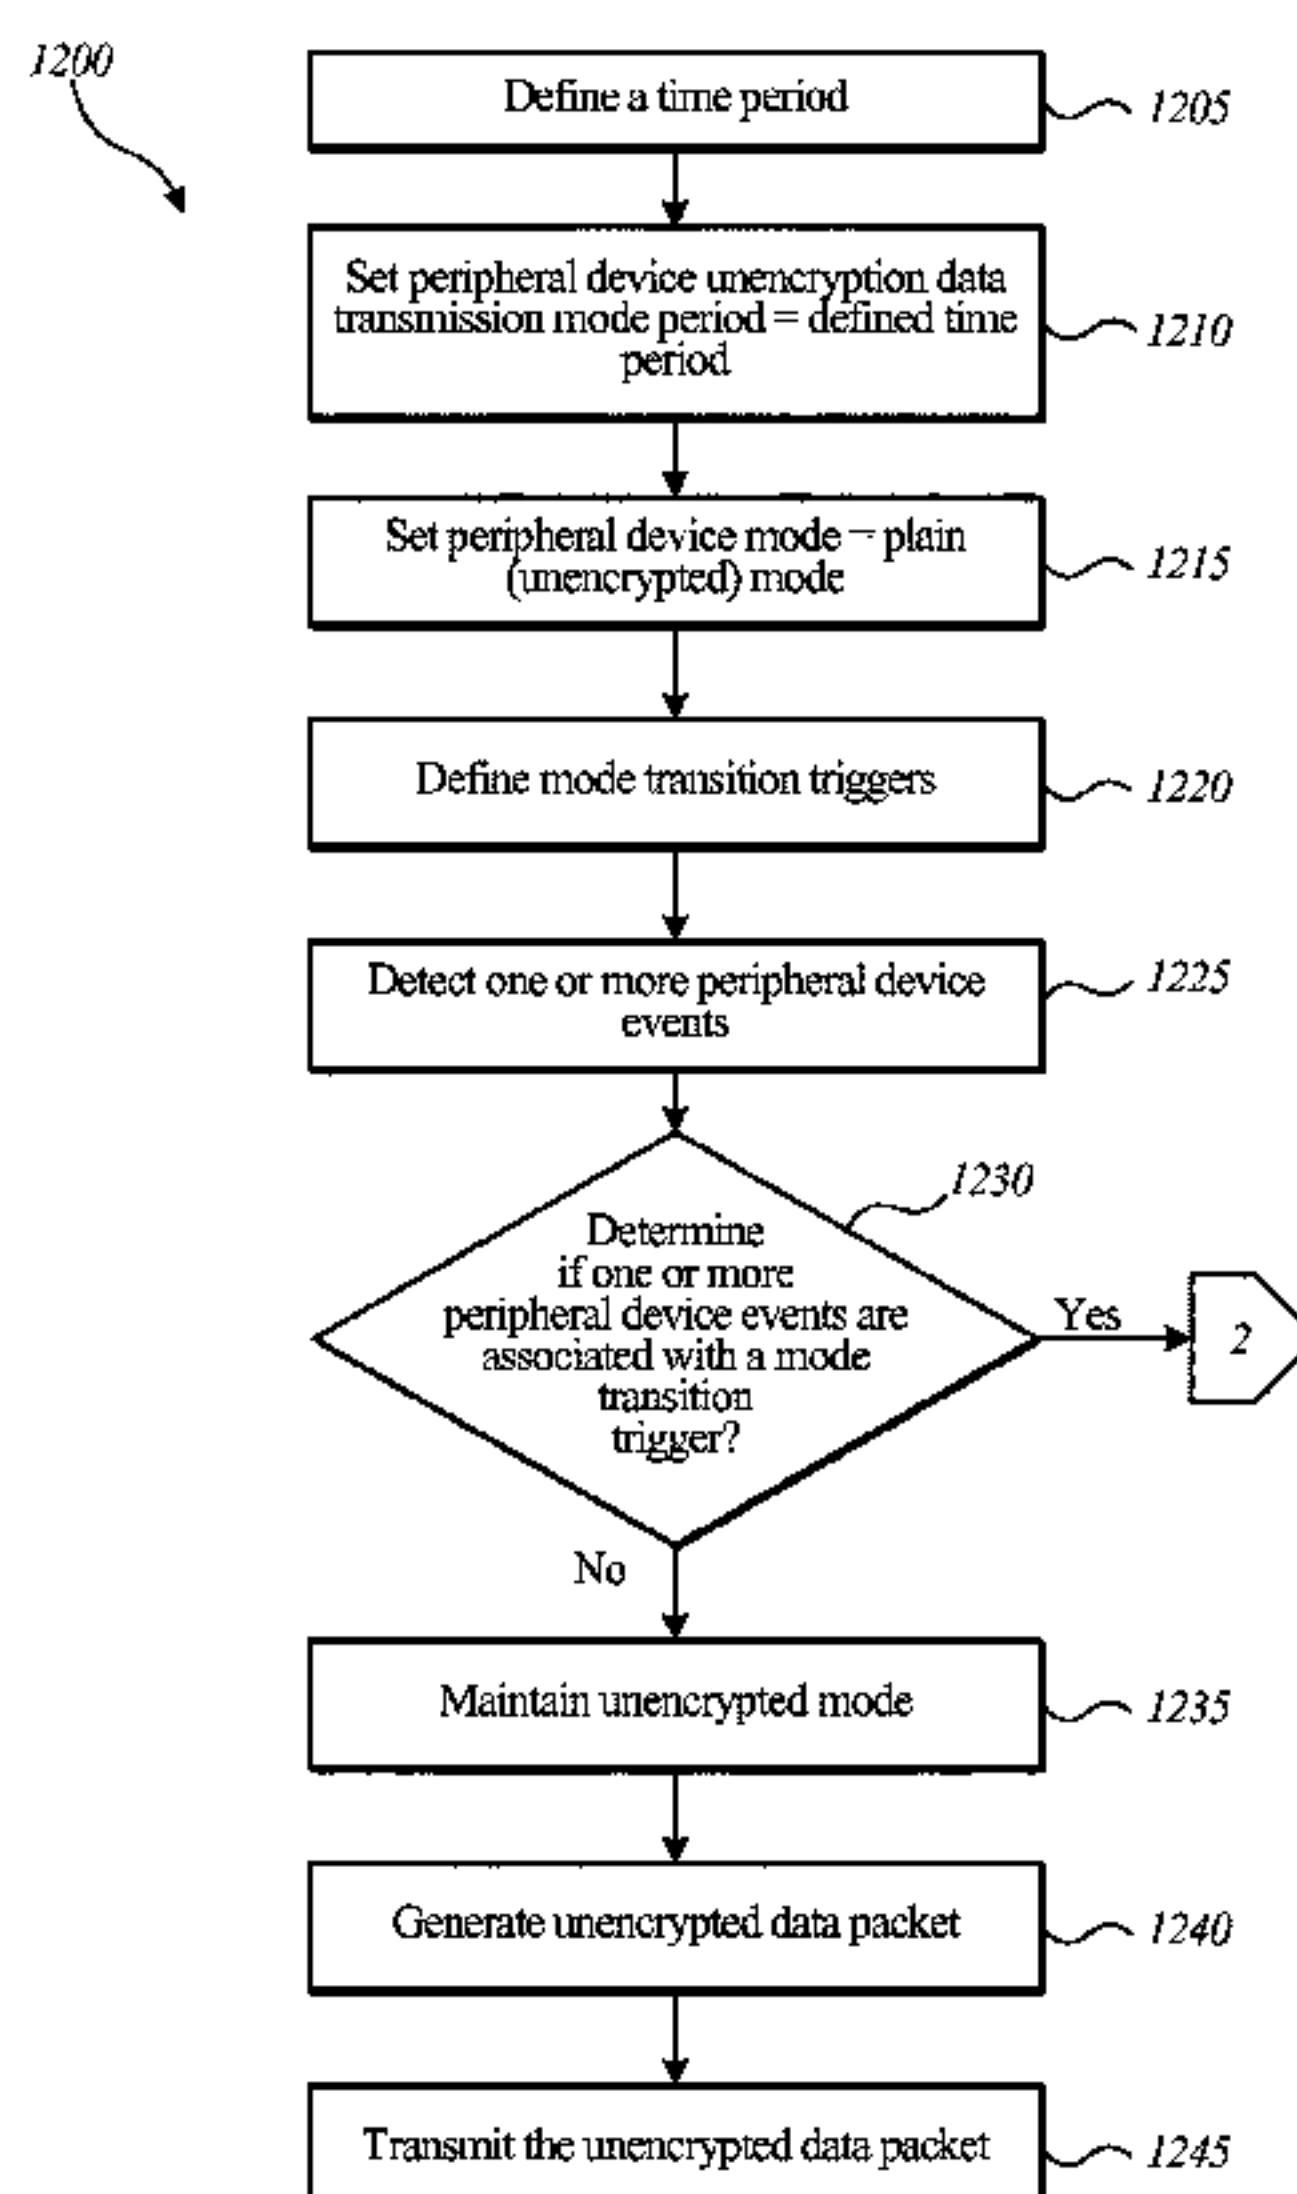 1200
Define a time period
1205
Set peripheral device unencryption data
transmission mode period = defined time
period
1210
Set peripheral device mode = plain
(unencrypted) mode
1215
Define mode transition triggers
1220
Detect one or more peripheral device
events
1225
1230
Determine
if one or more
peripheral device events are
associated with a mode
transition
trigger?
Yes
2
No
Maintain unencrypted mode
1235
Generate unencrypted data packet
1240
Transmit the unencrypted data packet
1245